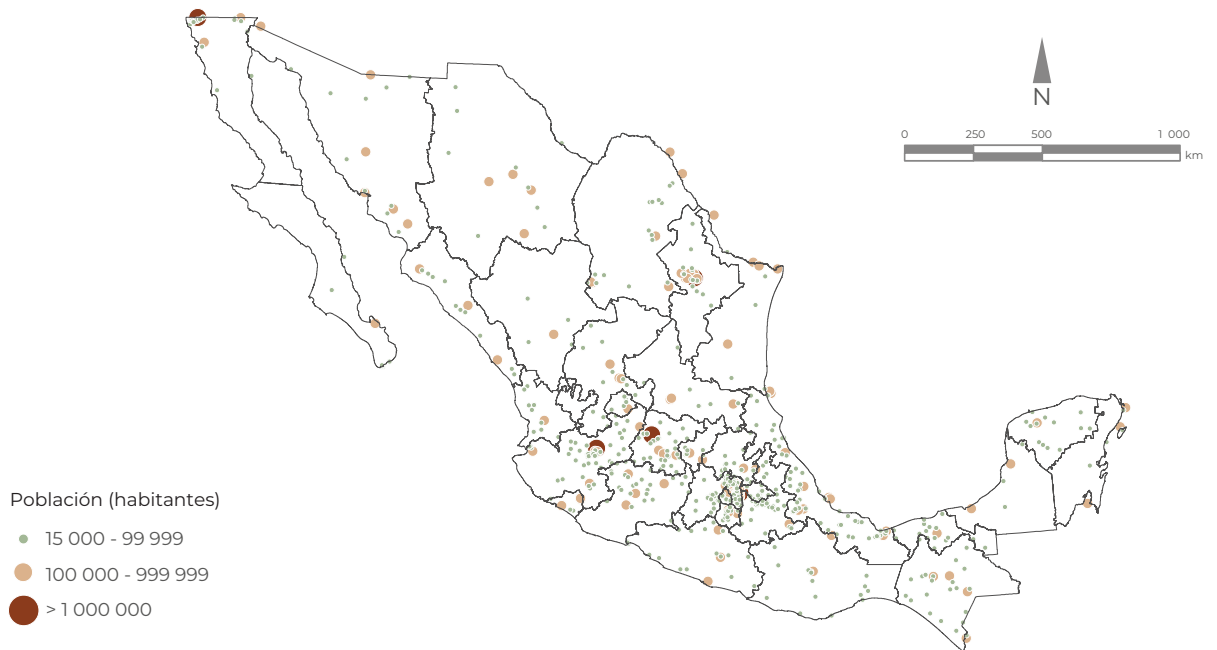 N
0 250 500 1 000
km
Población (habitantes)
15 000 - 99 999
100 000 - 999 999
> 1 000 000